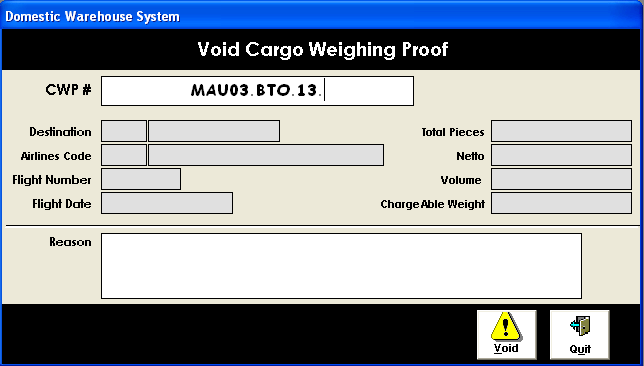 Domestic Warehouse System
Void Cargo Weighing Proof
CWP # MAU03.BTO.13.
Destination
Airlines Code
Flight Number
Flight Date
Total Pieces
Netto
Volume
ChargeAble Weight
Reason
Void
Quit